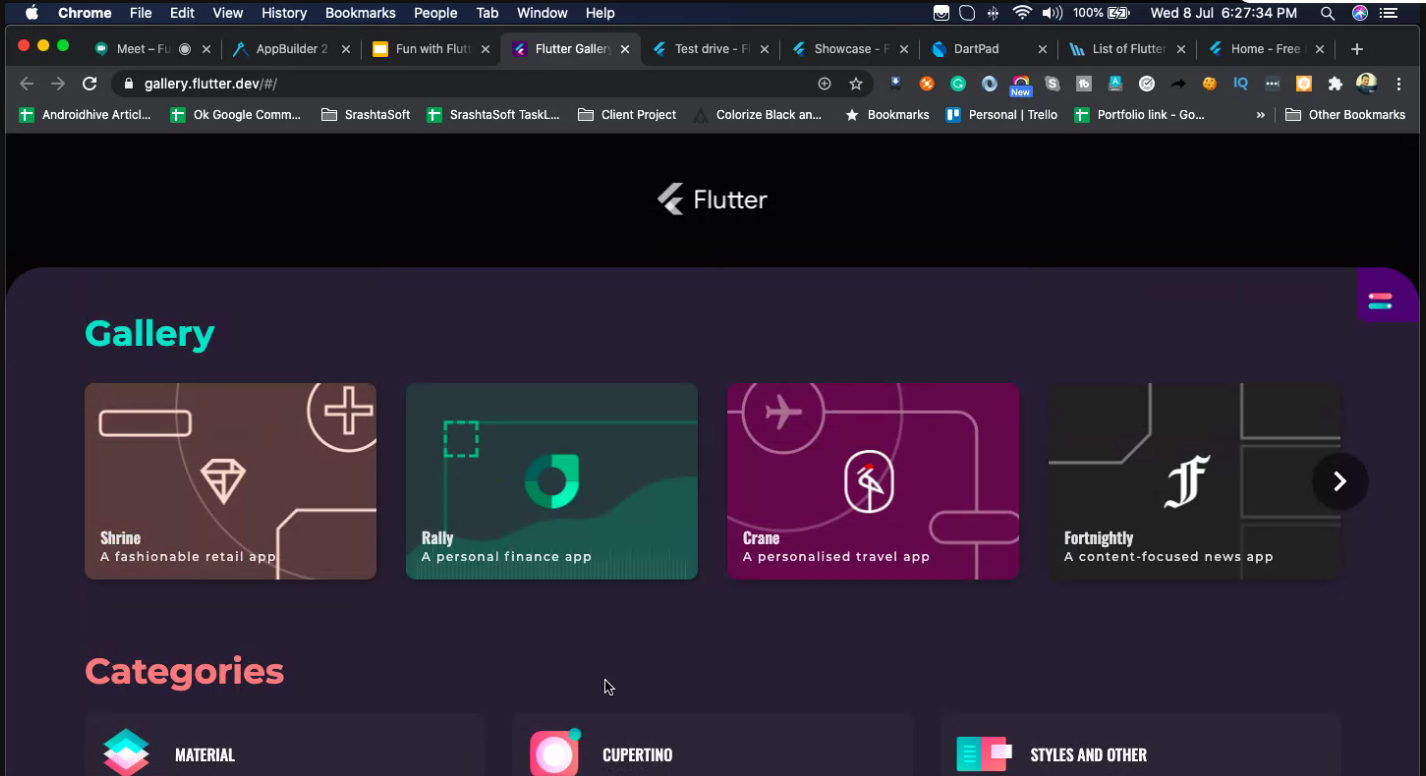 Chrome File Edit View History Bookmarks People Tab Window Help 100% Wed 8 Jul 6:27:34 PM
Meet – Fu AppBuilder 2 Fun with Flutt Flutter Gallery Test drive - F Showcase - F DartPad List of Flutter Home - Free
gallery.flutter.dev/#/
New
Androidhive Articl... Ok Google Comm... SrashtaSoft SrashtaSoft TaskL... Client Project Colorize Black an... Bookmarks Personal | Trello Portfolio link - Go... » Other Bookmarks
Flutter
Gallery
Shrine
A fashionable retail app
Rally
A personal finance app
Crane
A personalised travel app
Fortnightly
A content-focused news app
Categories
MATERIAL
CUPERTINO
STYLES AND OTHER